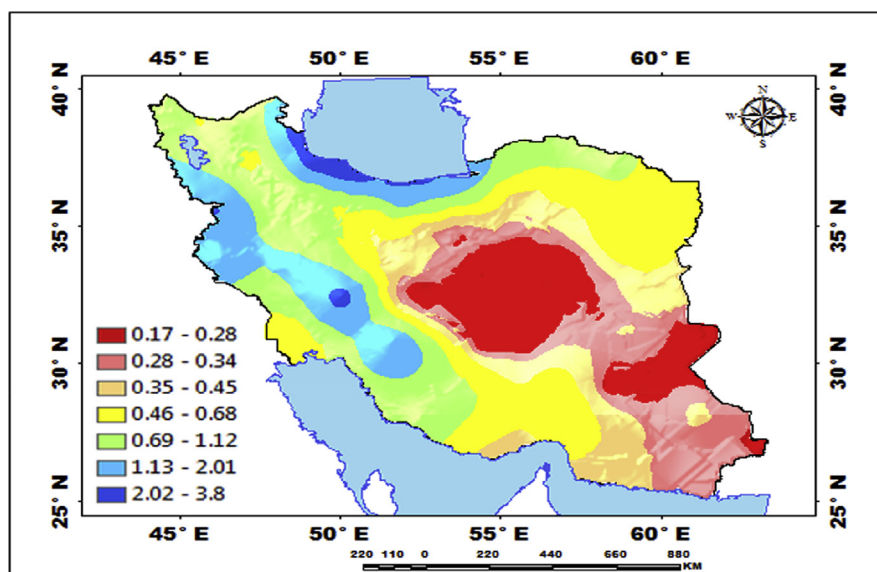 45° E 50° E 55° E 60° E
40° N
35° N
30° N
25° N
40° N
35° N
30° N
25° N
N
W E
S
0.17 - 0.28
0.28 - 0.34
0.35 - 0.45
0.46 - 0.68
0.69 - 1.12
1.13 - 2.01
2.02 - 3.8
45° E 50° E 55° E 60° E
220 110 0 220 440 660 880
KM